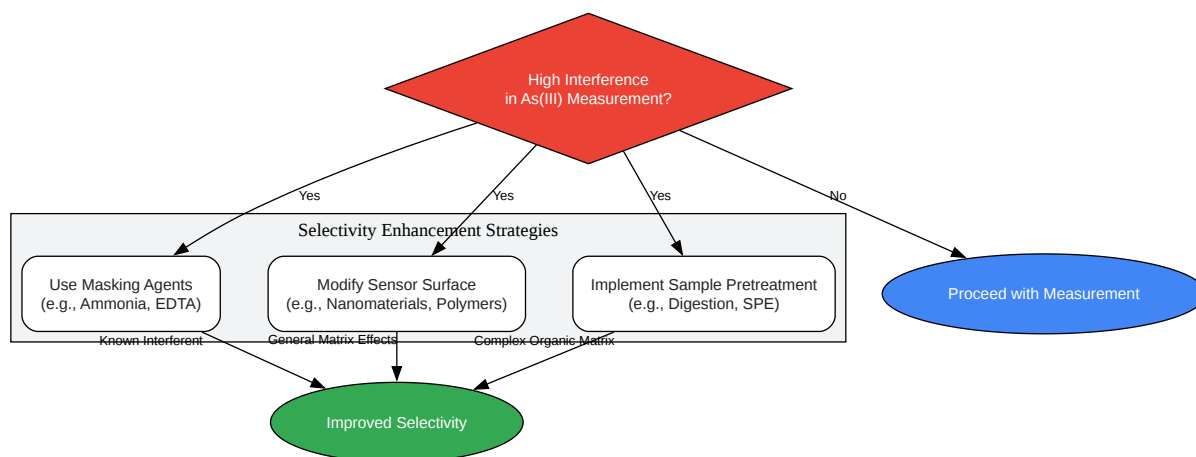 High Interference
in As(III) Measurement?
Yes
Yes
Yes
No
Selectivity Enhancement Strategies
Use Masking Agents
(e.g., Ammonia, EDTA)
Modify Sensor Surface
(e.g., Nanomaterials, Polymers)
Implement Sample Pretreatment
(e.g., Digestion, SPE)
Proceed with Measurement
Known Interferent
General Matrix Effects
Complex Organic Matrix
Improved Selectivity